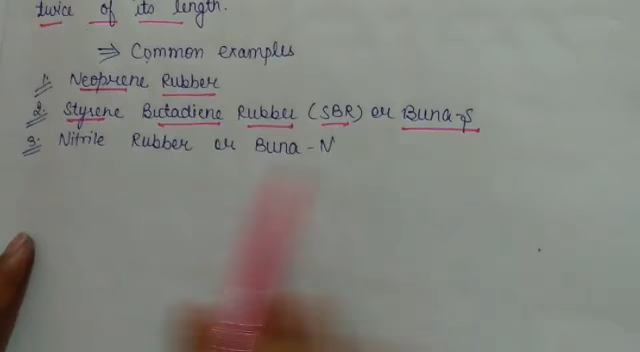 twice of its length.
⇒ Common examples
1. Neoprene Rubber
2. Styrene Butadiene Rubber (SBR) or Buna-S
3. Nitrile Rubber or Buna-N